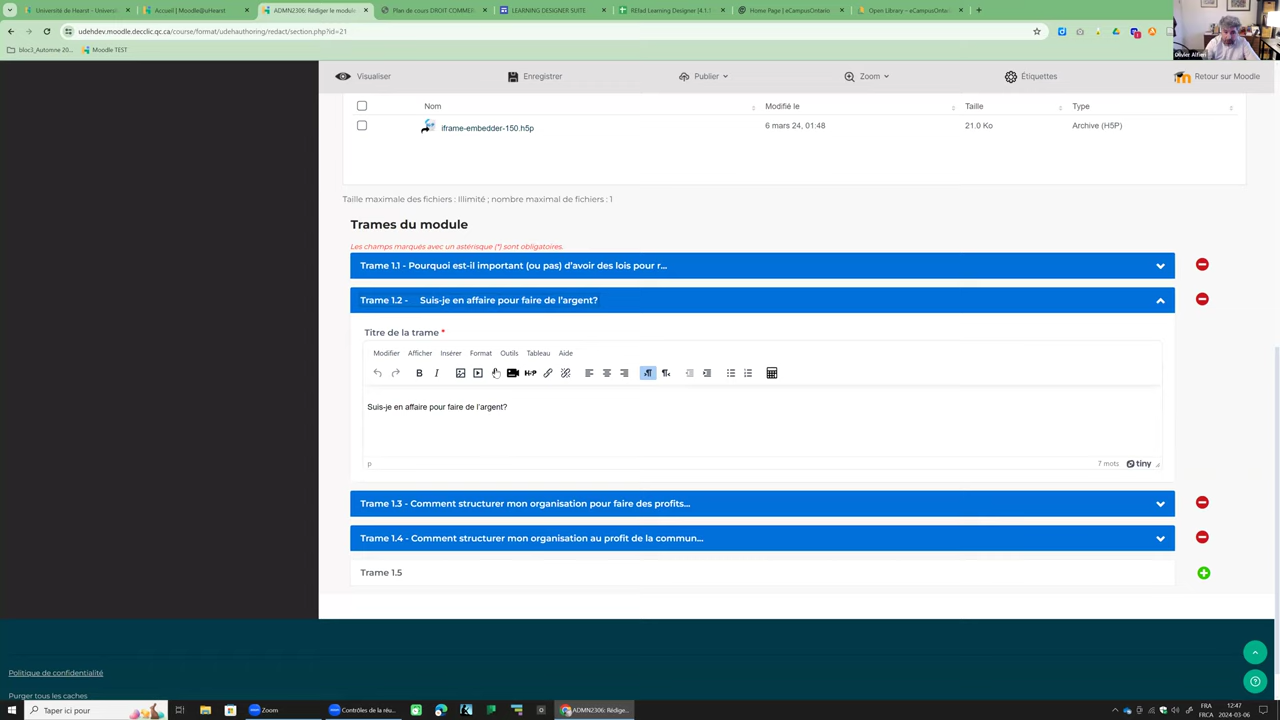 Université de Hearst - Universi
Accueil | Moodle@uHearst
ADMN2306: Rédiger le module
Plan de cours DROIT COMMER
LEARNING DESIGNER SUITE
Home Page | eCampusOntario
Open Library – eCampusOnta
udehdev.moodle.decclic.qc.ca/course/format/udehauthoring/redact/section.php?id=21
bloc3_Automne 20...
Moodle TEST
Olivier Alfieri
Visualiser
Enregistrer
Publier
Zoom
Étiquettes
Retour sur Moodle
Nom
Modifié le
Taille
Type
iframe-embedder-150.h5p
6 mars 24, 01:48
21.0 Ko
Archive (H5P)
Taille maximale des fichiers : Illimité ; nombre maximal de fichiers : 1
Trames du module
Les champs marqués avec un astérisque (*) sont obligatoires.
Trame 1.1 - Pourquoi est-il important (ou pas) d'avoir des lois pour r...
Trame 1.2 - Suis-je en affaire pour faire de l'argent?
Titre de la trame *
Modifier Afficher Insérer Format Outils Tableau Aide
B I H-P
Suis-je en affaire pour faire de l'argent?
p
7 mots
tiny
Trame 1.3 - Comment structurer mon organisation pour faire des profits...
Trame 1.4 - Comment structurer mon organisation au profit de la commun...
Trame 1.5
Politique de confidentialité
Purger tous les caches
Taper ici pour
Zoom
Contrôles de la réu...
ADMN2306: Rédige...
FRA
FRCA
12:47
2024-03-06